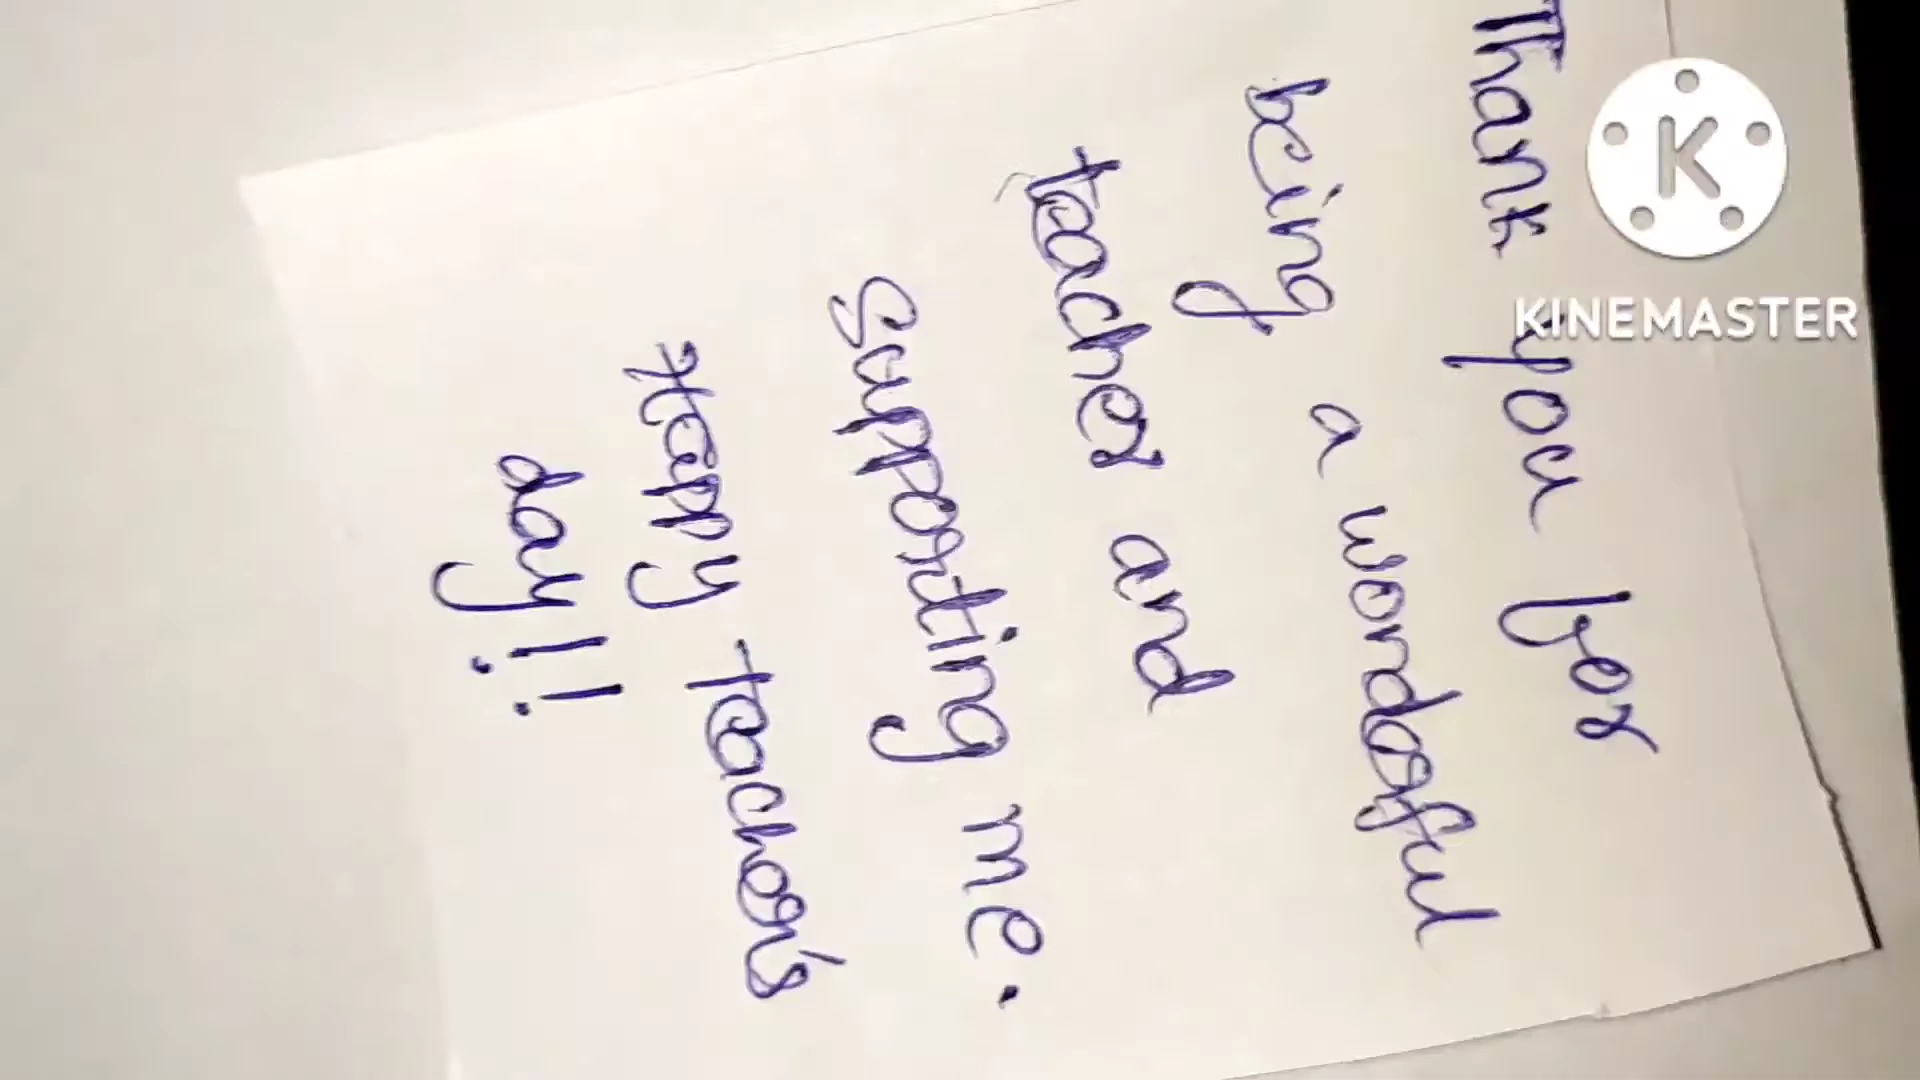 Thank you for
being a wonderful
teacher and
supporting me.
Happy teacher's
day!!
K
KINEMASTER